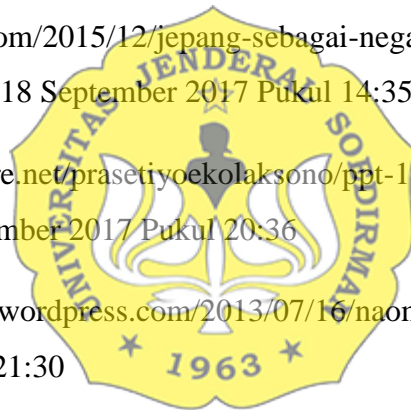 om/2015/12/jepang-sebagai-nega
18 September 2017 Pukul 14:35
re.net/prasetiyoekolaksono/ppt-1
mber 2017 Pukul 20:36
wordpress.com/2013/07/16/naon
21:30
UNIVERSITAS JENDERAL SOEDIRMAN
1963